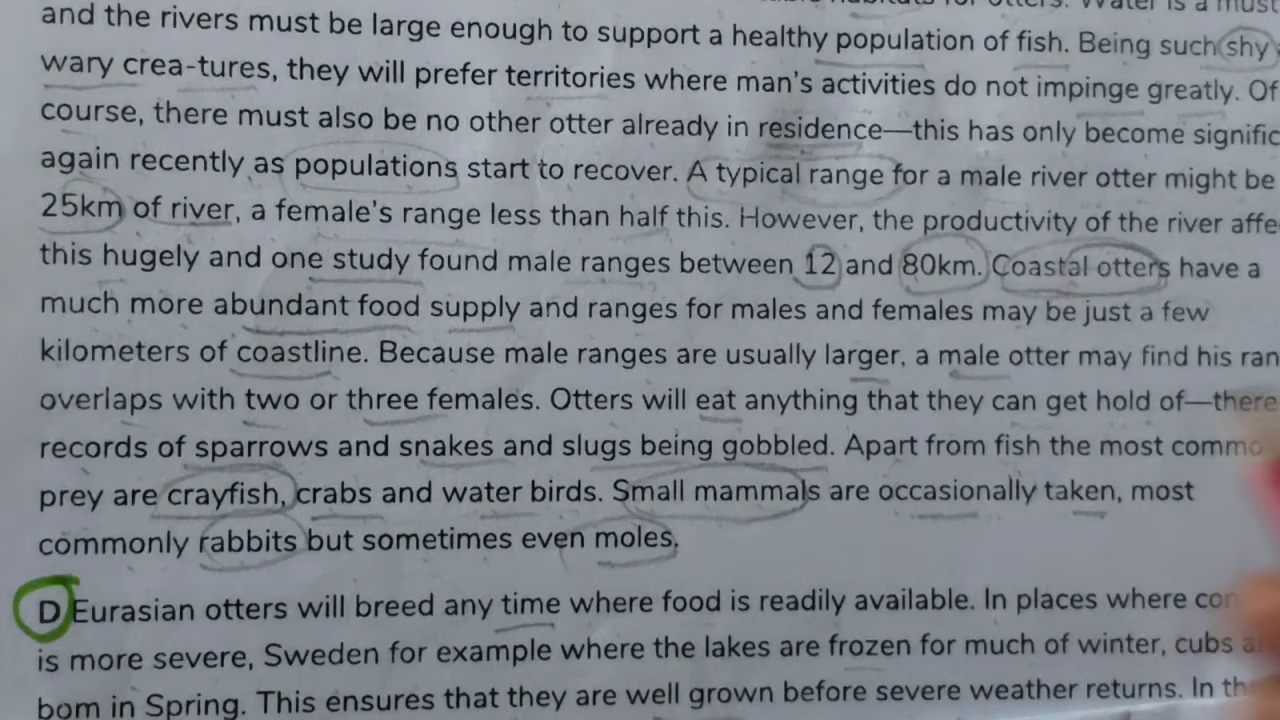 habitats for otters. Water is a must
and the rivers must be large enough to support a healthy population of fish. Being such shy
wary crea-tures, they will prefer territories where man's activities do not impinge greatly. Of
course, there must also be no other otter already in residence—this has only become signific
again recently as populations start to recover. A typical range for a male river otter might be
25km of river, a female's range less than half this. However, the productivity of the river affe
this hugely and one study found male ranges between 12 and 80km. Coastal otters have a
much more abundant food supply and ranges for males and females may be just a few
kilometers of coastline. Because male ranges are usually larger, a male otter may find his ran
overlaps with two or three females. Otters will eat anything that they can get hold of—there
records of sparrows and snakes and slugs being gobbled. Apart from fish the most commo
prey are crayfish, crabs and water birds. Small mammals are occasionally taken, most
commonly rabbits but sometimes even moles.
D Eurasian otters will breed any time where food is readily available. In places where con
is more severe, Sweden for example where the lakes are frozen for much of winter, cubs a
bom in Spring. This ensures that they are well grown before severe weather returns. In th